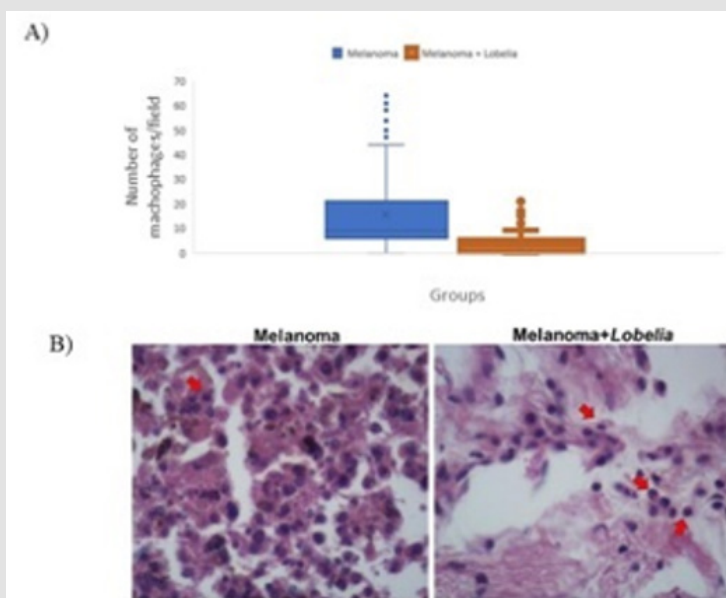 A)
Melanoma Melanoma + Lobelia
70
60
50
40
30
20
10
0
Number of
machophages/field
Groups
B)
Melanoma Melanoma+Lobelia